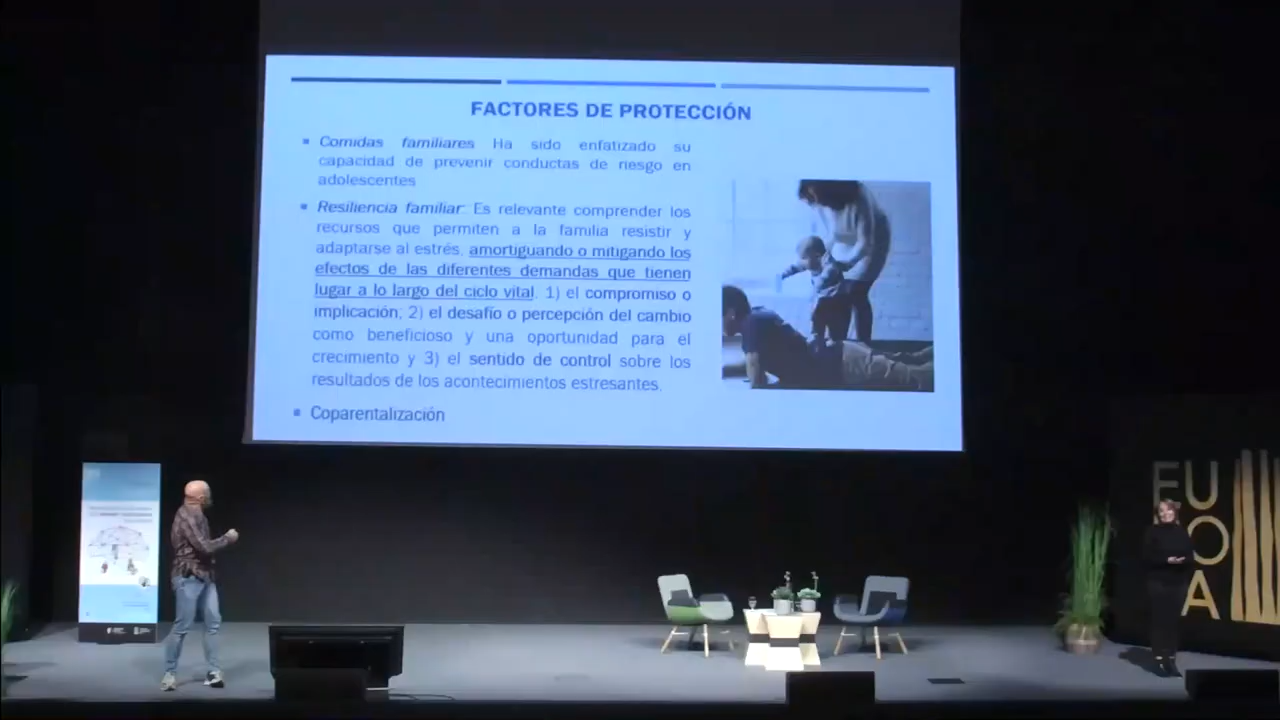 FACTORES DE PROTECCIÓN
▪ Comidas familiares Ha sido enfatizado su
capacidad de prevenir conductas de riesgo en
adolescentes
▪ Resiliencia familiar: Es relevante comprender los
recursos que permiten a la familia resistir y
adaptarse al estrés, amortiguando o mitigando los
efectos de las diferentes demandas que tienen
lugar a lo largo del ciclo vital. 1) el compromiso o
implicación; 2) el desafío o percepción del cambio
como beneficioso y una oportunidad para el
crecimiento y 3) el sentido de control sobre los
resultados de los acontecimientos estresantes.
▪ Coparentalización